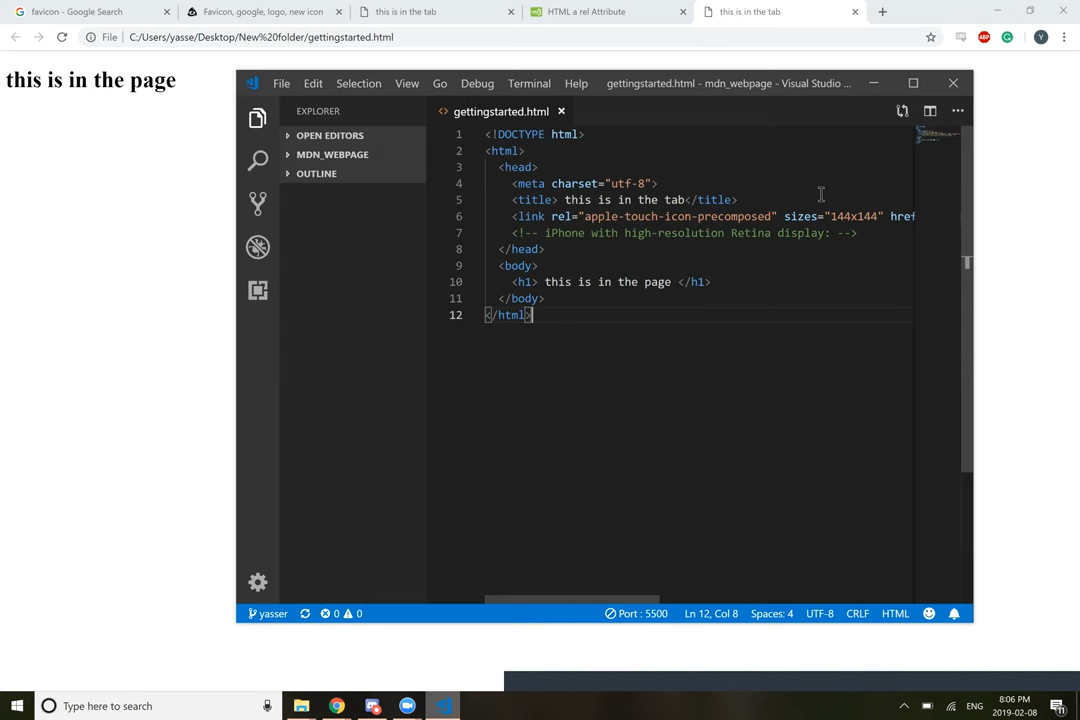 favicon - Google Search
Favicon, google, logo, new icon
this is in the tab
HTML a rel Attribute
this is in the tab
File C:/Users/yasse/Desktop/New%20folder/gettingstarted.html
ABP
Y
this is in the page
File Edit Selection View Go Debug Terminal Help gettingstarted.html - mdn_webpage - Visual Studio ...
EXPLORER
OPEN EDITORS
MDN_WEBPAGE
OUTLINE
<> gettingstarted.html
1 <!DOCTYPE html>
2 <html>
3 <head>
4 <meta charset="utf-8">
5 <title> this is in the tab</title>
6 <link rel="apple-touch-icon-precomposed" sizes="144x144" href
7 <!-- iPhone with high-resolution Retina display: -->
8 </head>
9 <body>
10 <h1> this is in the page </h1>
11 </body>
12 </html>
yasser 0 0 Port : 5500 Ln 12, Col 8 Spaces: 4 UTF-8 CRLF HTML
Type here to search
ENG
8:06 PM
2019-02-08